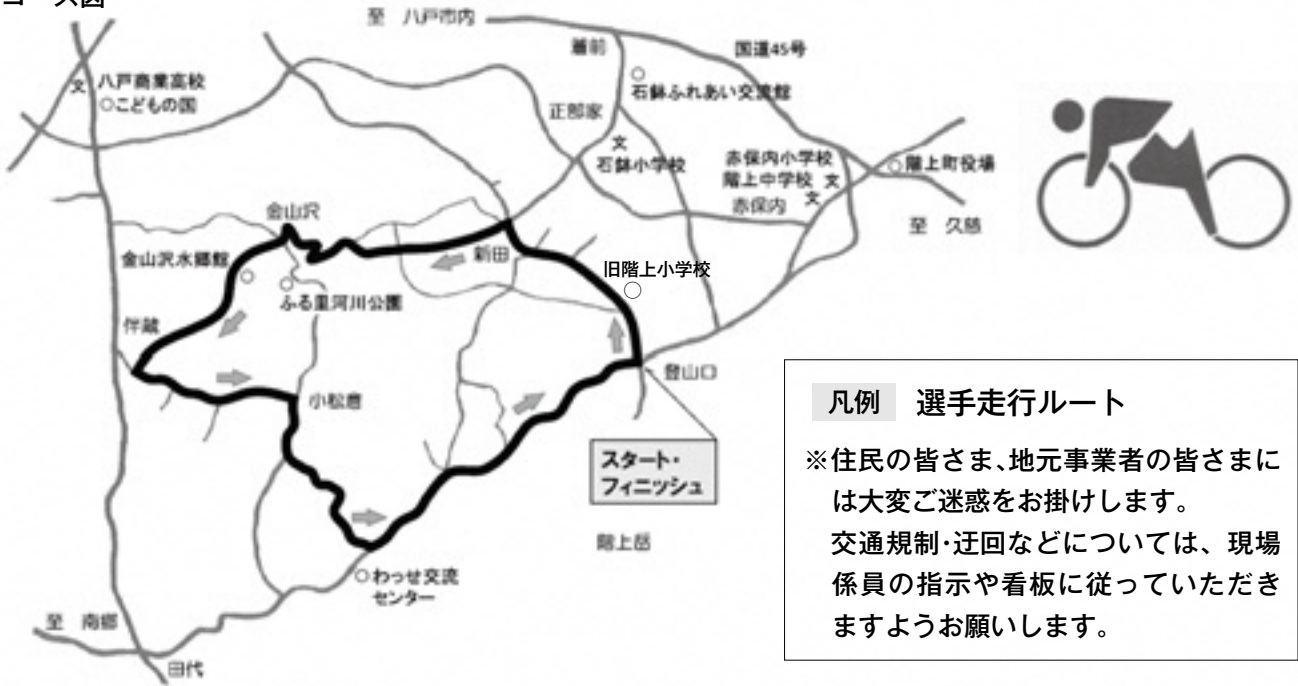 コース図
至 八戸市内
蒼前
国道45号
八戸商業高校
文
こどもの国
石鉢ふれあい交流館
正部家
文
石鉢小学校
赤保内小学校
階上中学校
文
文
赤保内
階上町役場
至 久慈
金山沢
新田
金山沢水郷館
ふる里河川公園
旧階上小学校
伴蔵
登山口
小松倉
スタート・
フィニッシュ
階上岳
わっせ交流
センター
至 南郷
田代
凡例 選手走行ルート
※住民の皆さま、地元事業者の皆さまに
は大変ご迷惑をお掛けします。
交通規制・迂回などについては、現場
係員の指示や看板に従っていただき
ますようお願いします。